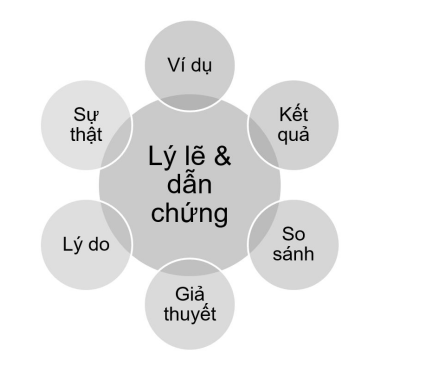 Ví dụ
Sự
thật
Kết
quả
Lý lẽ &
dẫn
chứng
Lý do
So
sánh
Giả
thuyết